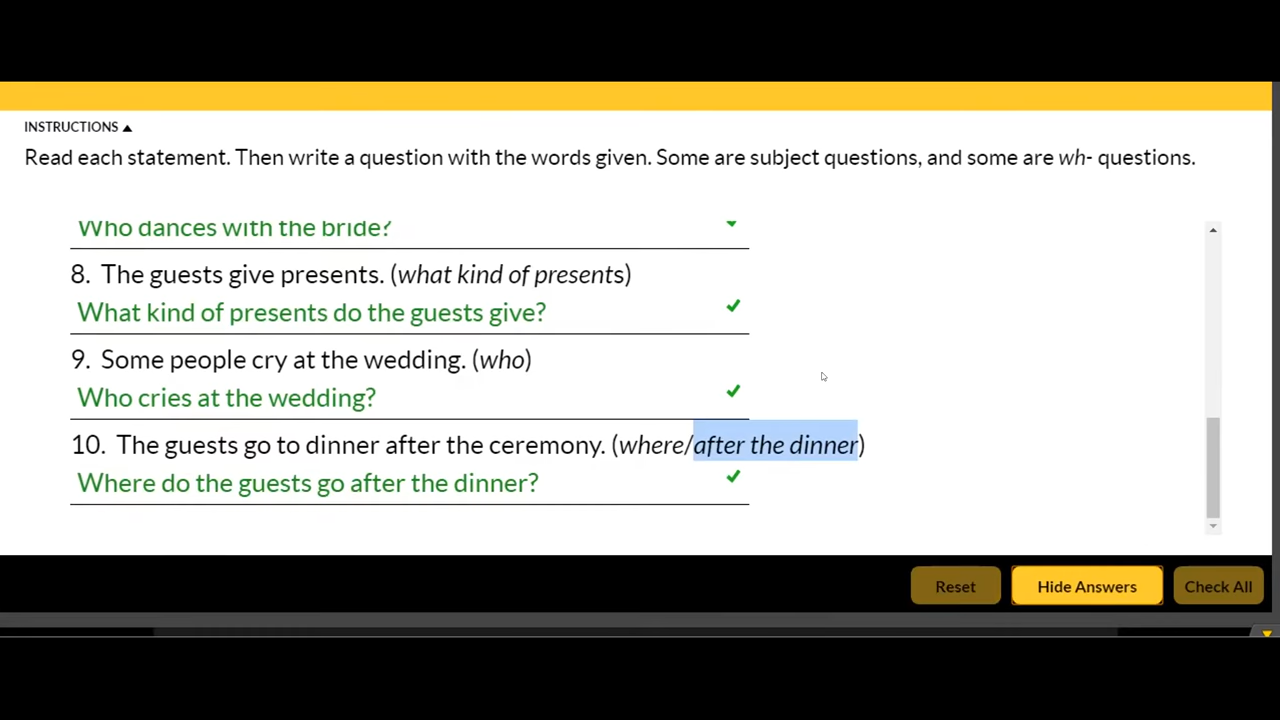 INSTRUCTIONS ▲
Read each statement. Then write a question with the words given. Some are subject questions, and some are wh- questions.
Who dances with the bride?
8. The guests give presents. (what kind of presents)
What kind of presents do the guests give?
9. Some people cry at the wedding. (who)
Who cries at the wedding?
10. The guests go to dinner after the ceremony. (where/after the dinner)
Where do the guests go after the dinner?
Reset Hide Answers Check All